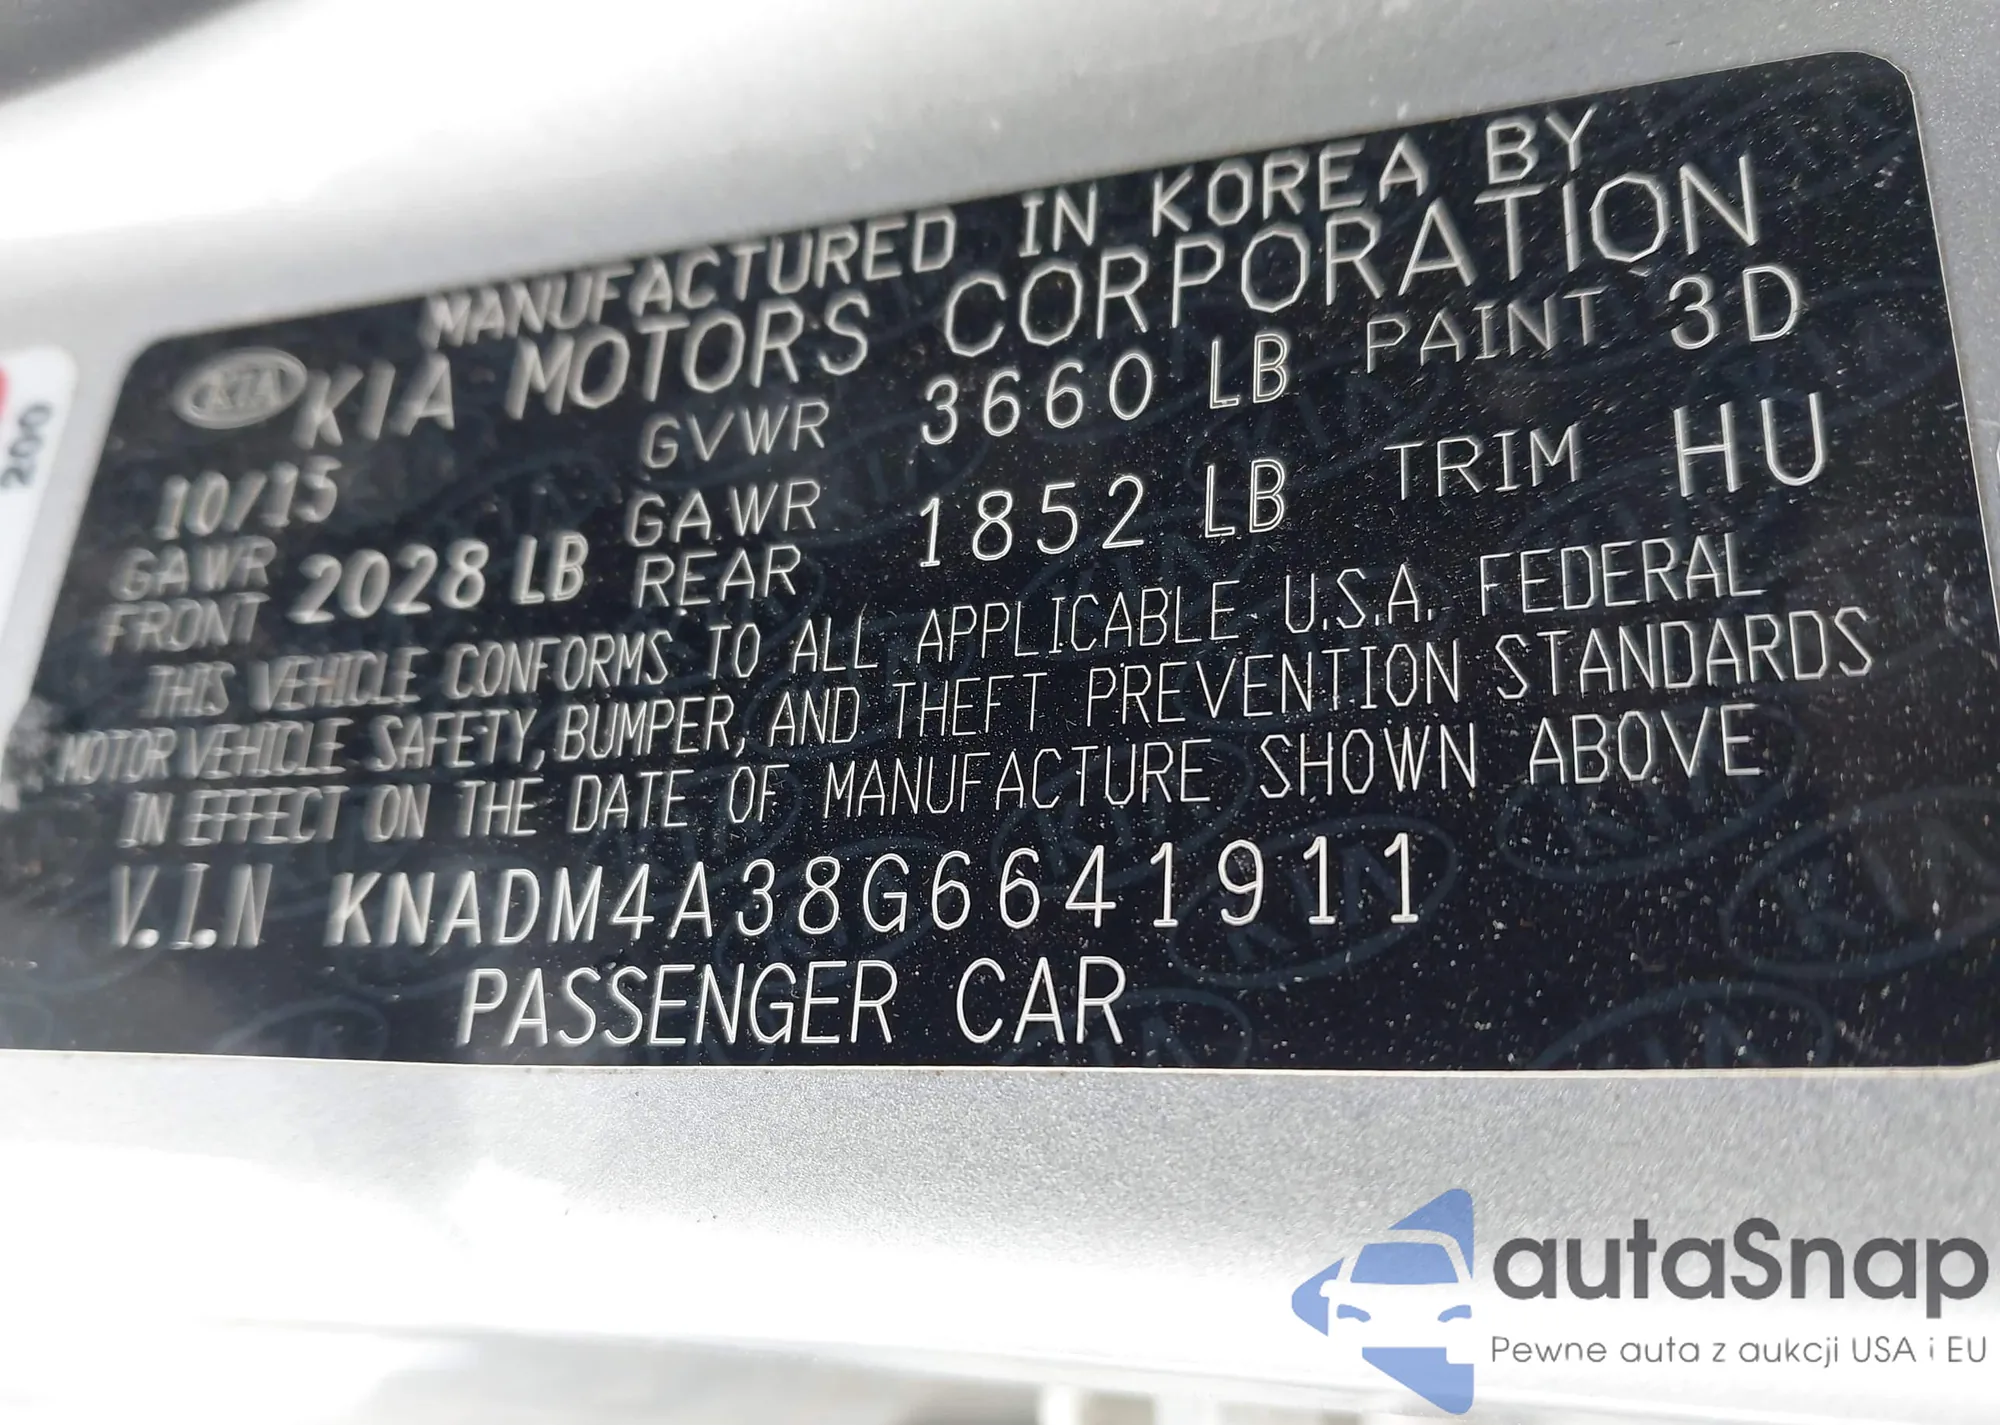 MANUFACTURED IN KOREA BY
KIA KIA MOTORS CORPORATION
10/15 GVWR 3660 LB PAINT 3D
GAWR FRONT 2028 LB GAWR REAR 1852 LB TRIM HU
THIS VEHICLE CONFORMS TO ALL APPLICABLE U.S.A. FEDERAL
MOTOR VEHICLE SAFETY, BUMPER, AND THEFT PREVENTION STANDARDS
IN EFFECT ON THE DATE OF MANUFACTURE SHOWN ABOVE
V.I.N KNADM4A38G6641911
PASSENGER CAR
200
autaSnap
Pewne auta z aukcji USA i EU